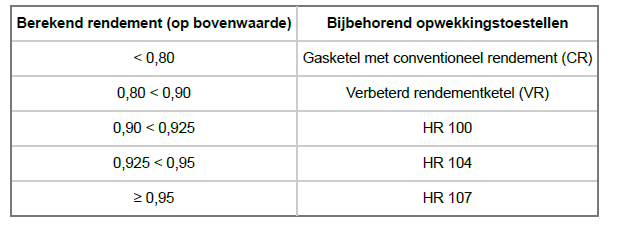 Berekend rendement (op bovenwaarde) Bijbehorend opwekkingstoestellen
< 0,80 Gasketel met conventioneel rendement (CR)
0,80 < 0,90 Verbeterd rendementketel (VR)
0,90 < 0,925 HR 100
0,925 < 0,95 HR 104
≥ 0,95 HR 107